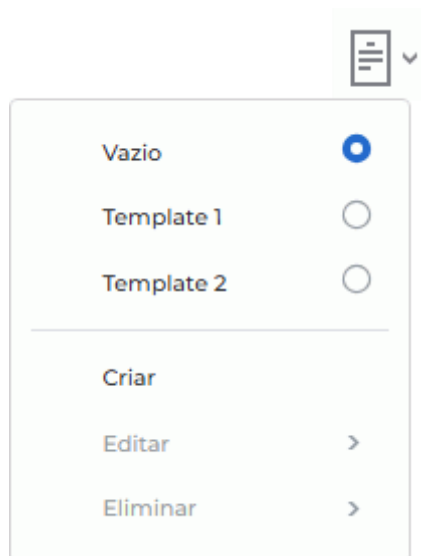 Vazio
Template 1
Template 2
Criar
Editar
Eliminar